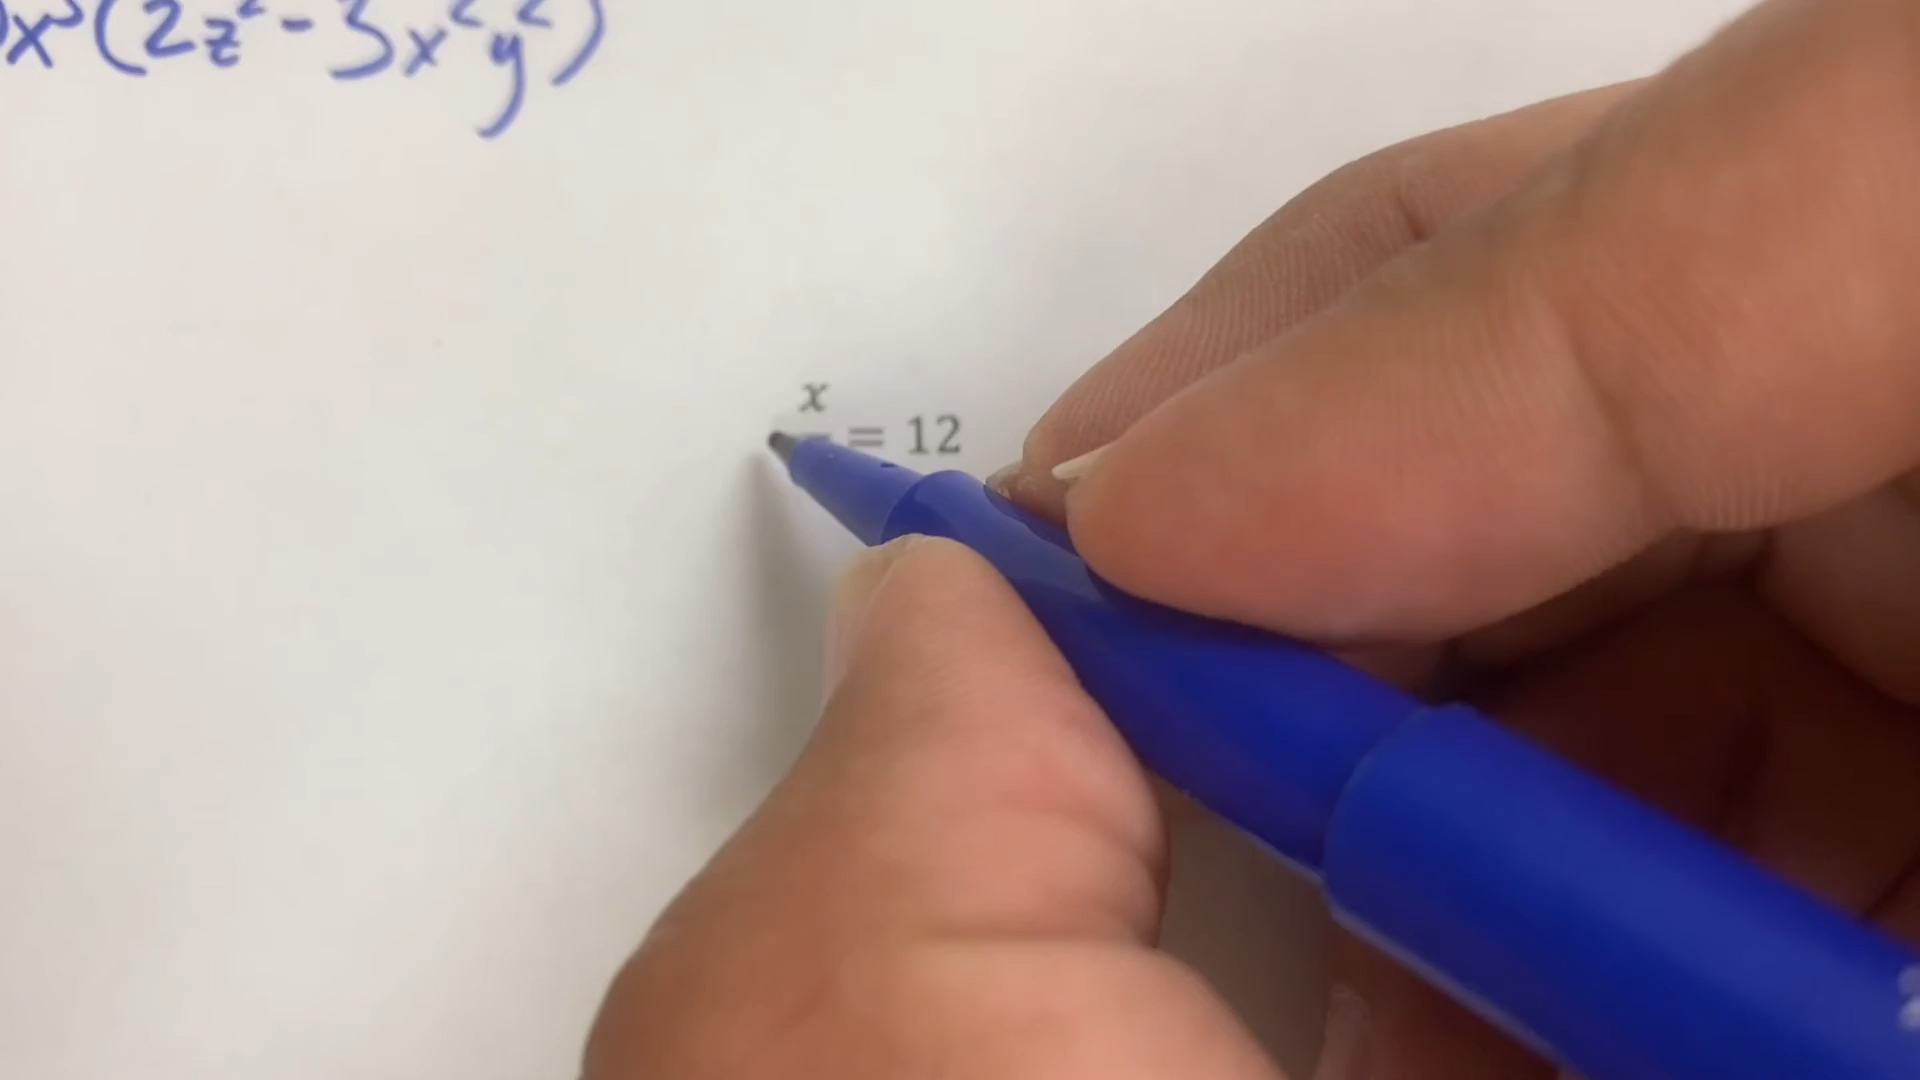 x³(2z² - 3x²y²)
x
= 12